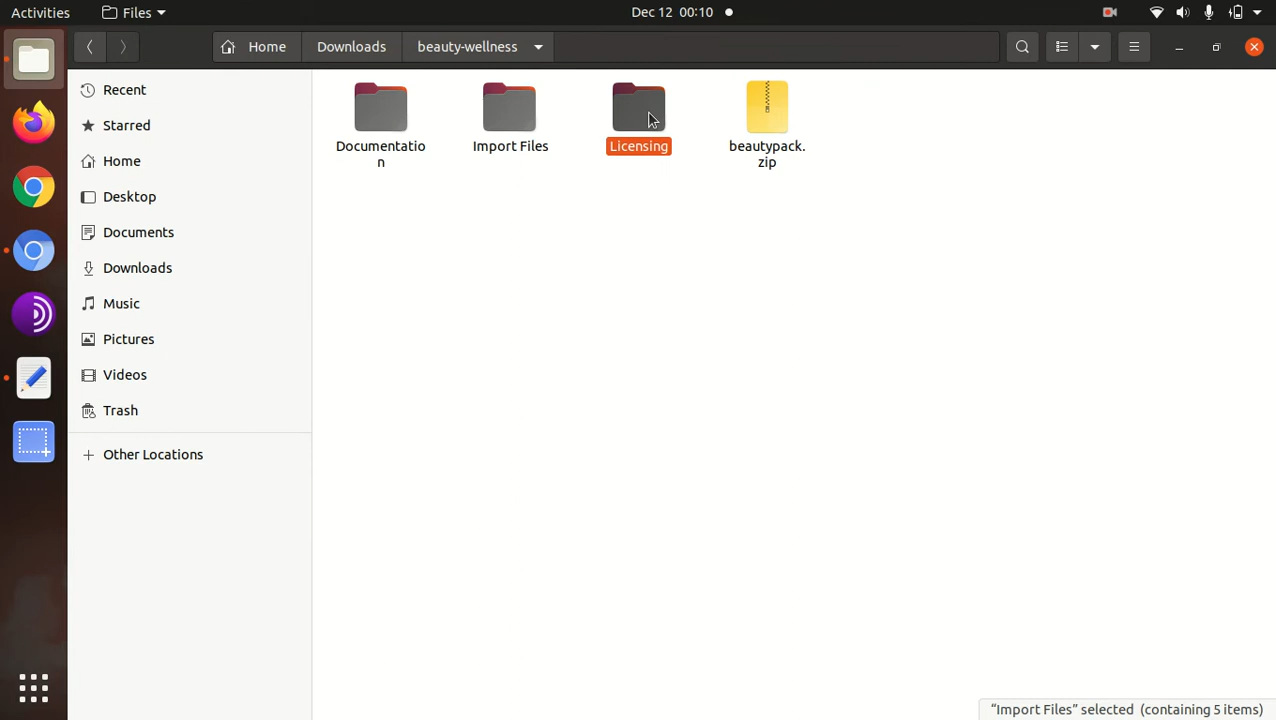 Activities Files Dec 12 00:10
Home Downloads beauty-wellness
Recent
Starred
Home
Desktop
Documents
Downloads
Music
Pictures
Videos
Trash
Other Locations
Documentatio
n
Import Files
Licensing
beautypack.
zip
“Import Files” selected (containing 5 items)